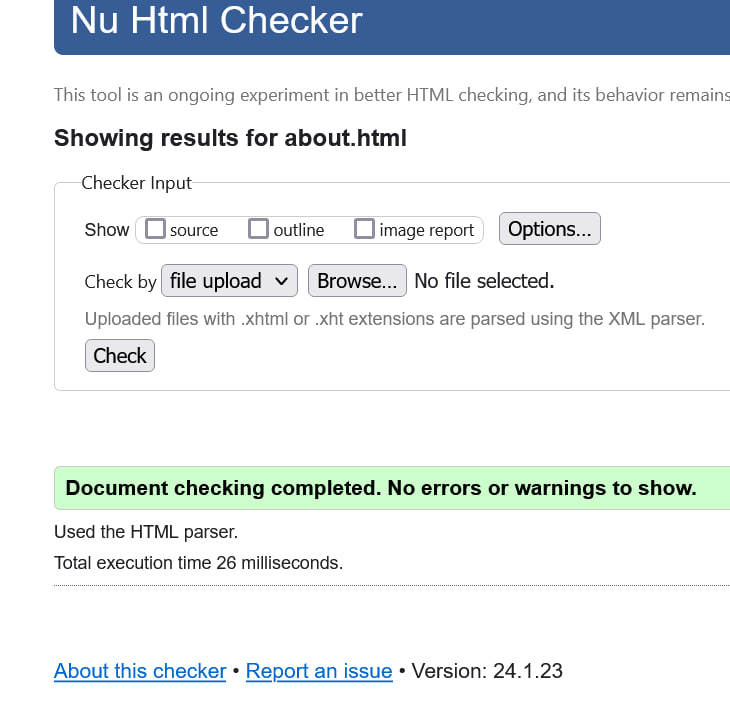 Nu Html Checker
This tool is an ongoing experiment in better HTML checking, and its behavior remains
Showing results for about.html
Checker Input
Show source outline image report Options...
Check by file upload Browse... No file selected.
Uploaded files with .xhtml or .xht extensions are parsed using the XML parser.
Check
Document checking completed. No errors or warnings to show.
Used the HTML parser.
Total execution time 26 milliseconds.
About this checker • Report an issue • Version: 24.1.23